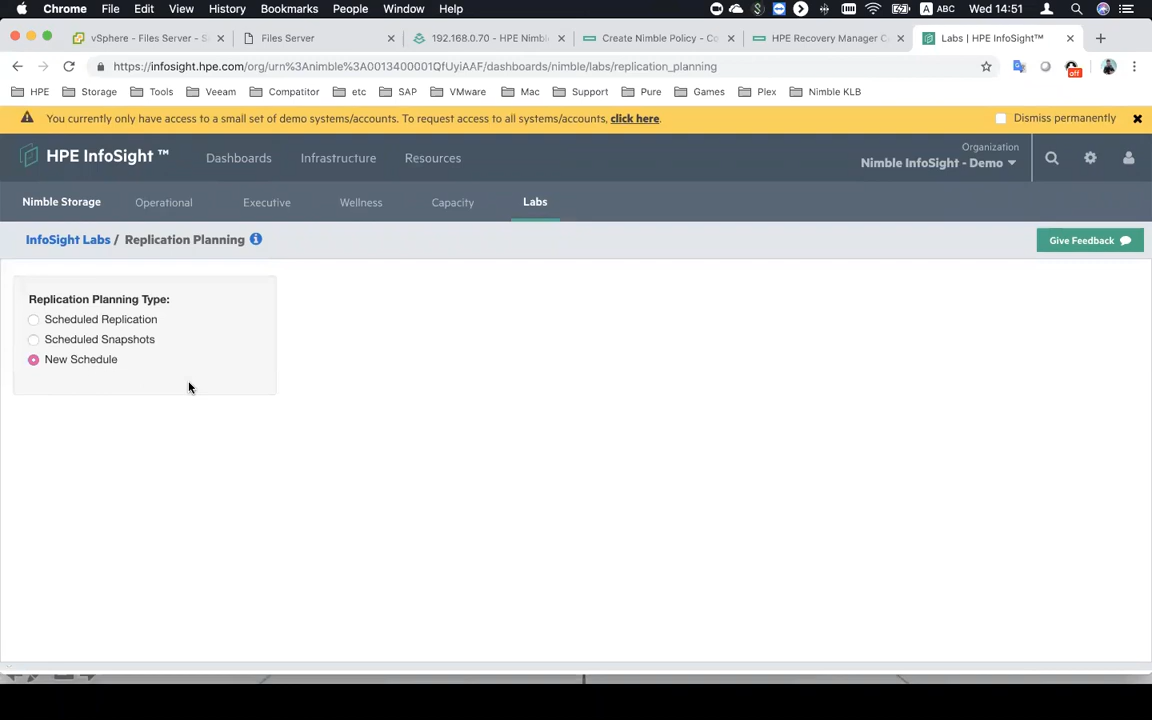 Chrome File Edit View History Bookmarks People Window Help ABC Wed 14:51
vSphere - Files Server - S
Files Server
192.168.0.70 - HPE Nimbl
Create Nimble Policy - Co
HPE Recovery Manager C
Labs | HPE InfoSight™
https://infosight.hpe.com/org/urn%3Animble%3A0013400001QfUyiAAF/dashboards/nimble/labs/replication_planning
off
HPE Storage Tools Veeam Compatitor etc SAP VMware Mac Support Pure Games Plex Nimble KLB
You currently only have access to a small set of demo systems/accounts. To request access to all systems/accounts, click here.
Dismiss permanently
HPE InfoSight ™ Dashboards Infrastructure Resources
Organization
Nimble InfoSight - Demo
Nimble Storage Operational Executive Wellness Capacity Labs
InfoSight Labs / Replication Planning
Give Feedback
Replication Planning Type:
Scheduled Replication
Scheduled Snapshots
New Schedule